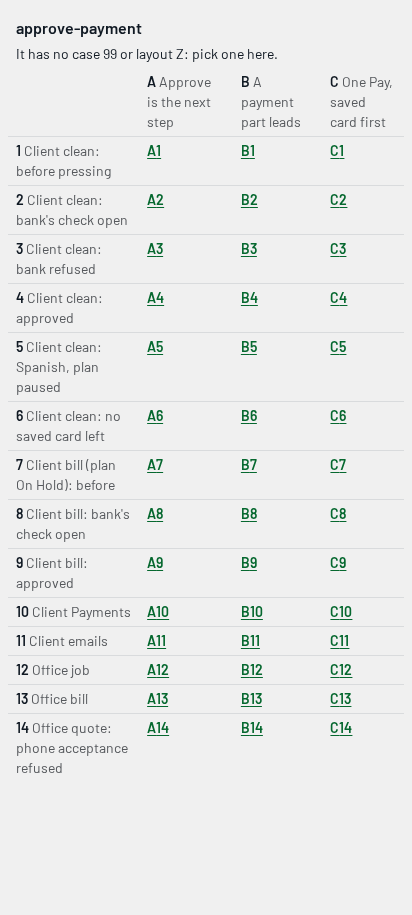 approve-payment
It has no case 99 or layout Z: pick one here.
A Approve is the next step
B A payment part leads
C One Pay, saved card first
1 Client clean: before pressing
A1 B1 C1
2 Client clean: bank's check open
A2 B2 C2
3 Client clean: bank refused
A3 B3 C3
4 Client clean: approved
A4 B4 C4
5 Client clean: Spanish, plan paused
A5 B5 C5
6 Client clean: no saved card left
A6 B6 C6
7 Client bill (plan On Hold): before
A7 B7 C7
8 Client bill: bank's check open
A8 B8 C8
9 Client bill: approved
A9 B9 C9
10 Client Payments
A10 B10 C10
11 Client emails
A11 B11 C11
12 Office job
A12 B12 C12
13 Office bill
A13 B13 C13
14 Office quote: phone acceptance refused
A14 B14 C14